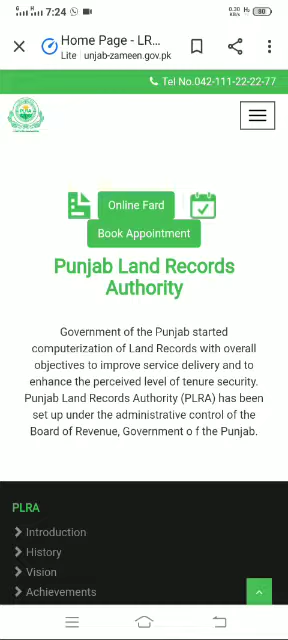 7:24
0.30 KB/s
80
Home Page - LR...
Lite unjab-zameen.gov.pk
Tel No.042-111-22-22-77
Online Fard
Book Appointment
Punjab Land Records
Authority
Government of the Punjab started
computerization of Land Records with overall
objectives to improve service delivery and to
enhance the perceived level of tenure security.
Punjab Land Records Authority (PLRA) has been
set up under the administrative control of the
Board of Revenue, Government o f the Punjab.
PLRA
Introduction
History
Vision
Achievements